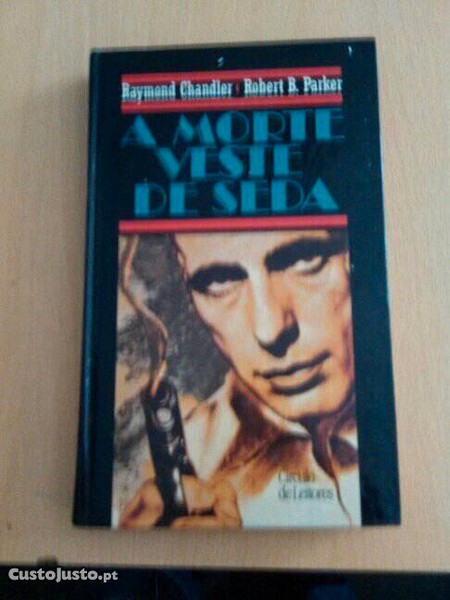 Raymond Chandler Robert B. Parker
A MORTE
VESTE
DE SEDA
Círculo
de Leitores
CustoJusto.pt